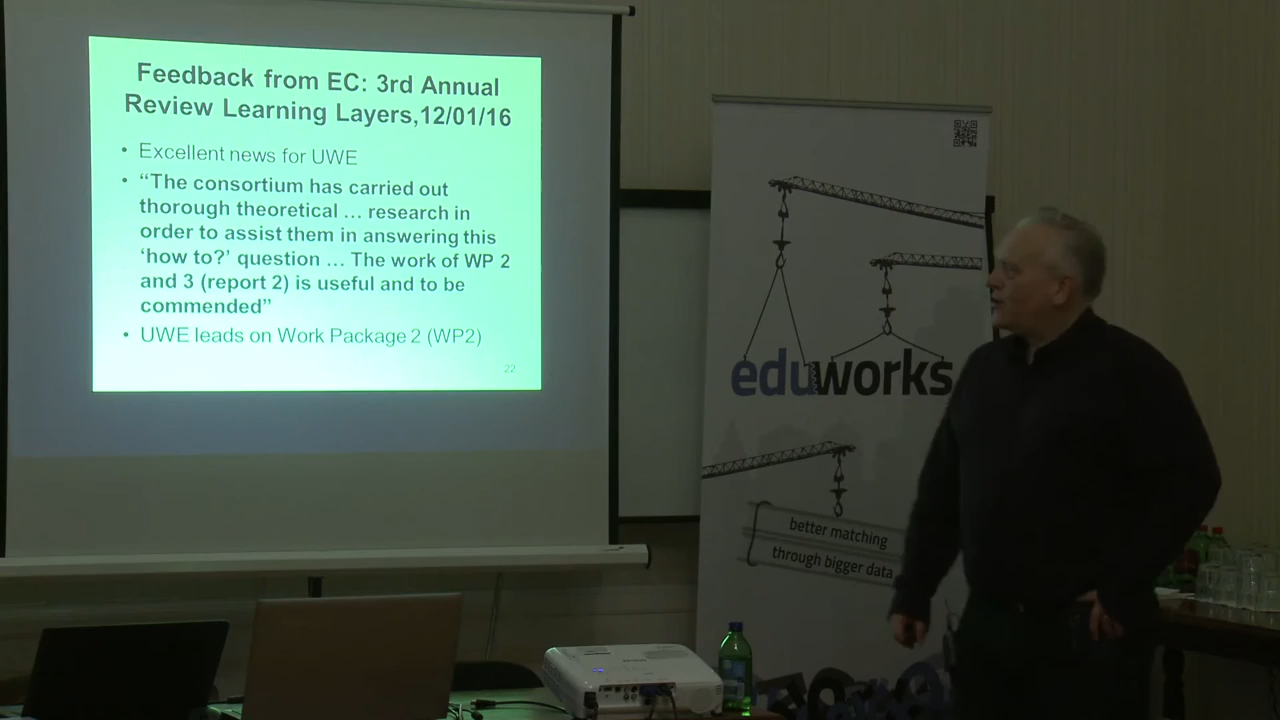 Feedback from EC: 3rd Annual
Review Learning Layers,12/01/16
• Excellent news for UWE
• “The consortium has carried out
thorough theoretical … research in
order to assist them in answering this
‘how to?’ question … The work of WP 2
and 3 (report 2) is useful and to be
commended”
• UWE leads on Work Package 2 (WP2)
22
eduworks
better matching
through bigger data